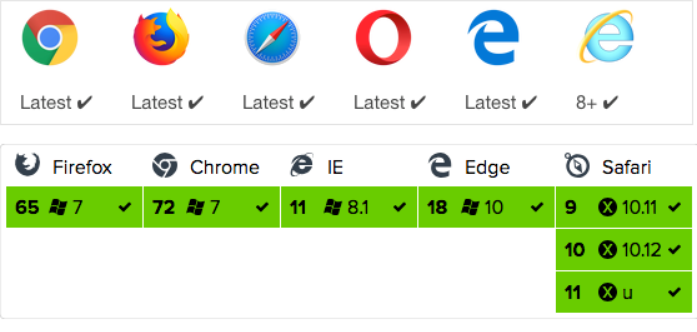 Latest ✔ Latest ✔ Latest ✔ Latest ✔ Latest ✔ 8+ ✔
Firefox Chrome IE Edge Safari
65 7 ✔ 72 7 ✔ 11 8.1 ✔ 18 10 ✔ 9 X 10.11 ✔
10 X 10.12 ✔
11 X u ✔